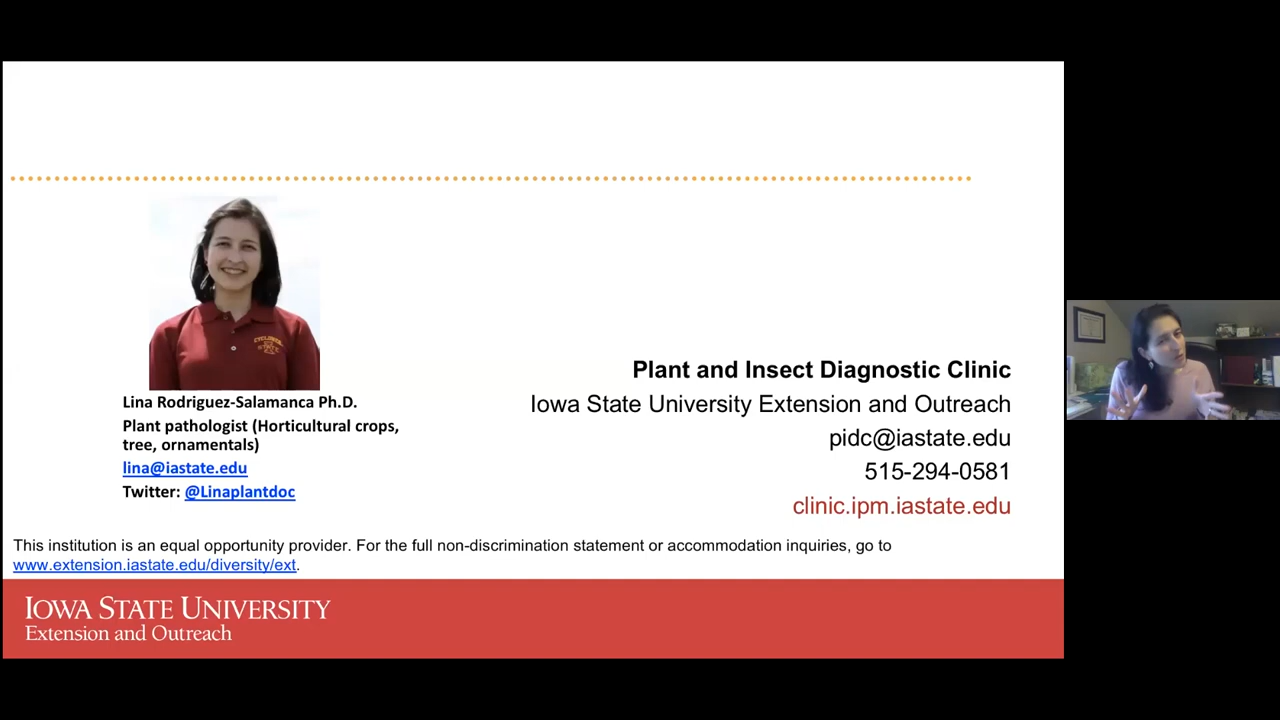 Lina Rodriguez-Salamanca Ph.D.
Plant pathologist (Horticultural crops,
tree, ornamentals)
lina@iastate.edu
Twitter: @Linaplantdoc
Plant and Insect Diagnostic Clinic
Iowa State University Extension and Outreach
pidc@iastate.edu
515-294-0581
clinic.ipm.iastate.edu
This institution is an equal opportunity provider. For the full non-discrimination statement or accommodation inquiries, go to
www.extension.iastate.edu/diversity/ext.
IOWA STATE UNIVERSITY
Extension and Outreach